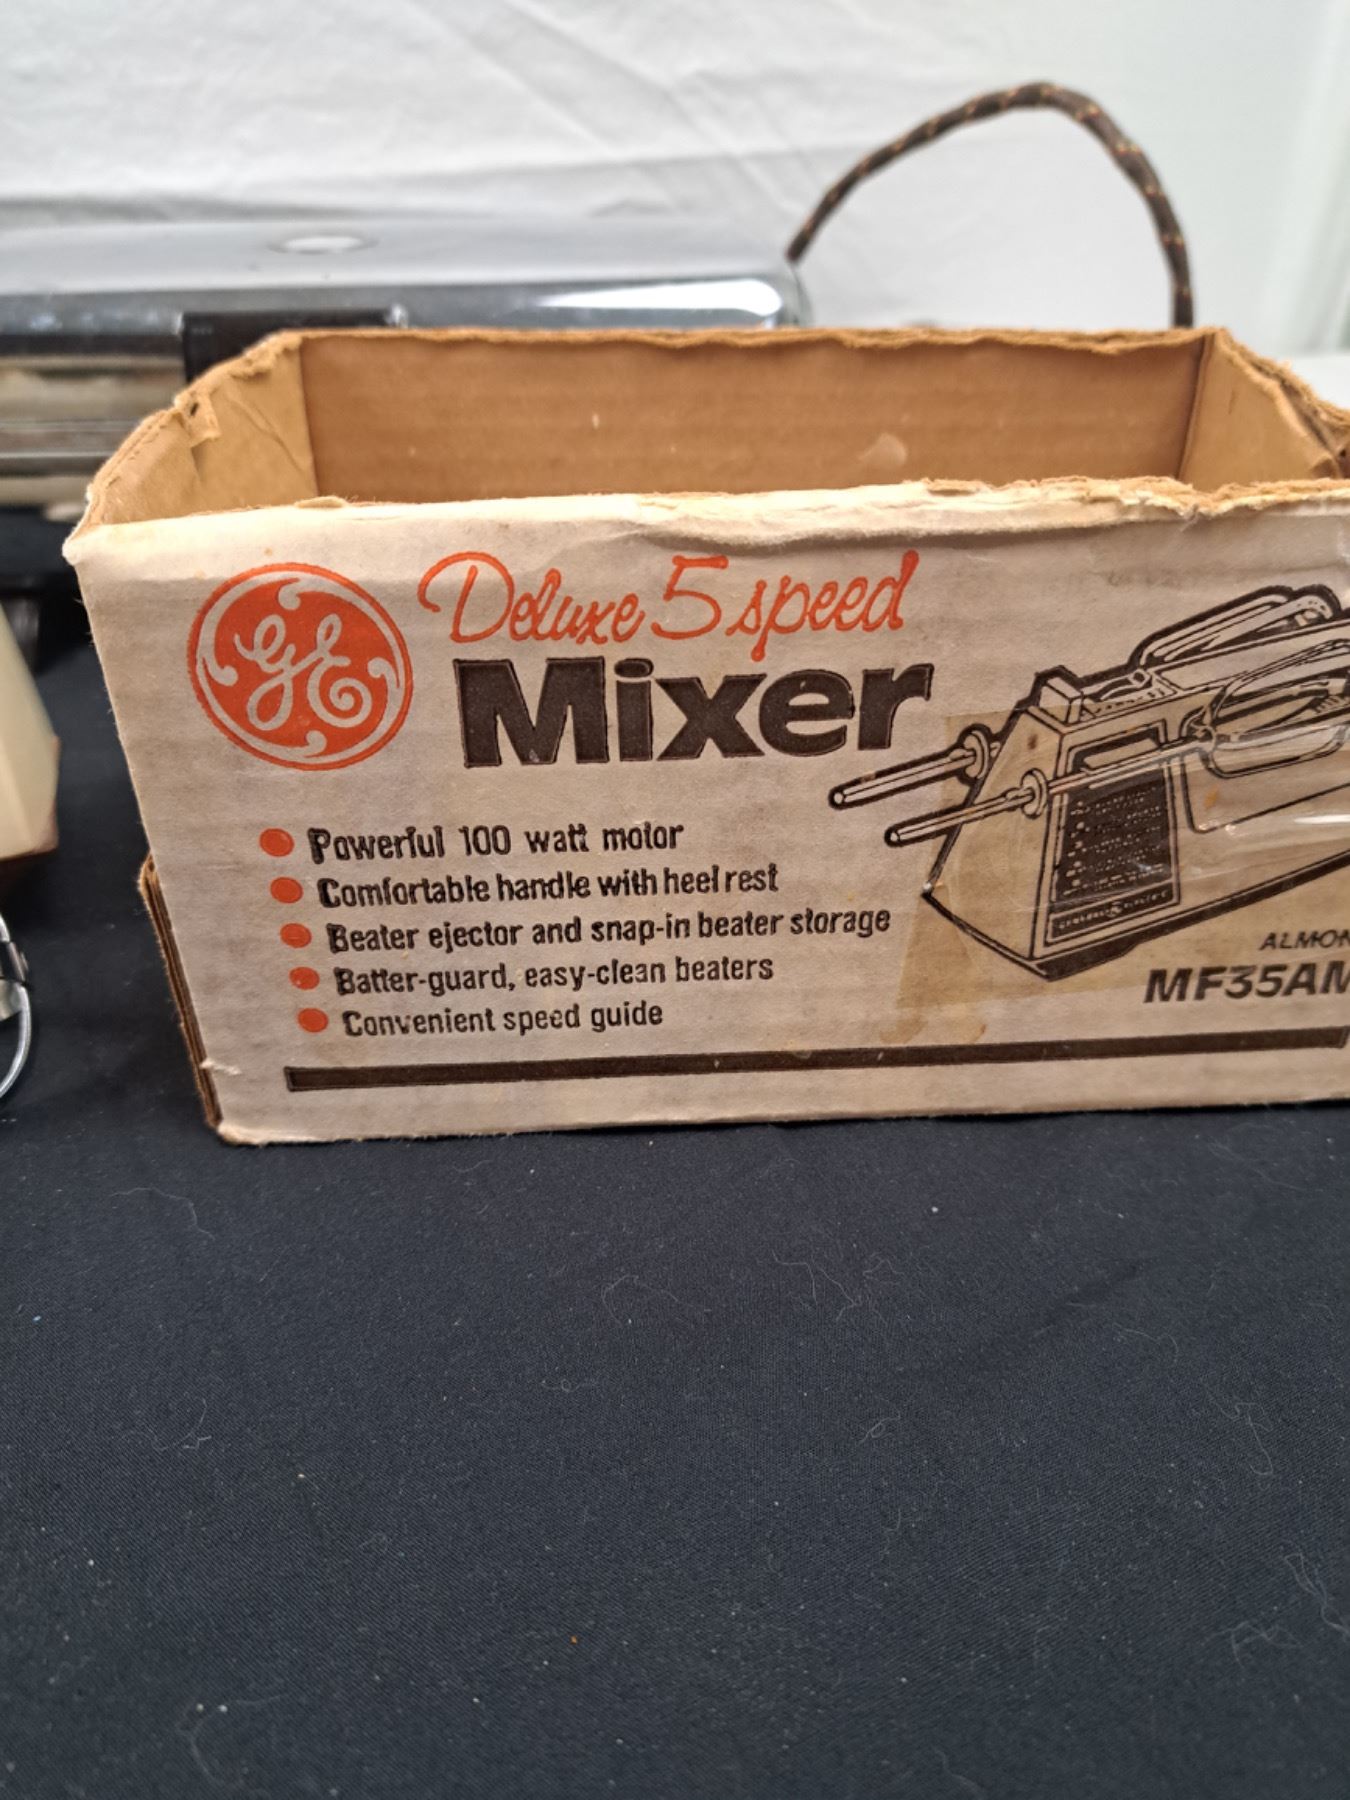 GE
Deluxe 5 speed
Mixer
Powerful 100 watt motor
Comfortable handle with heel rest
Beater ejector and snap-in beater storage
Batter-guard, easy-clean beaters
Convenient speed guide
ALMON
MF35AM